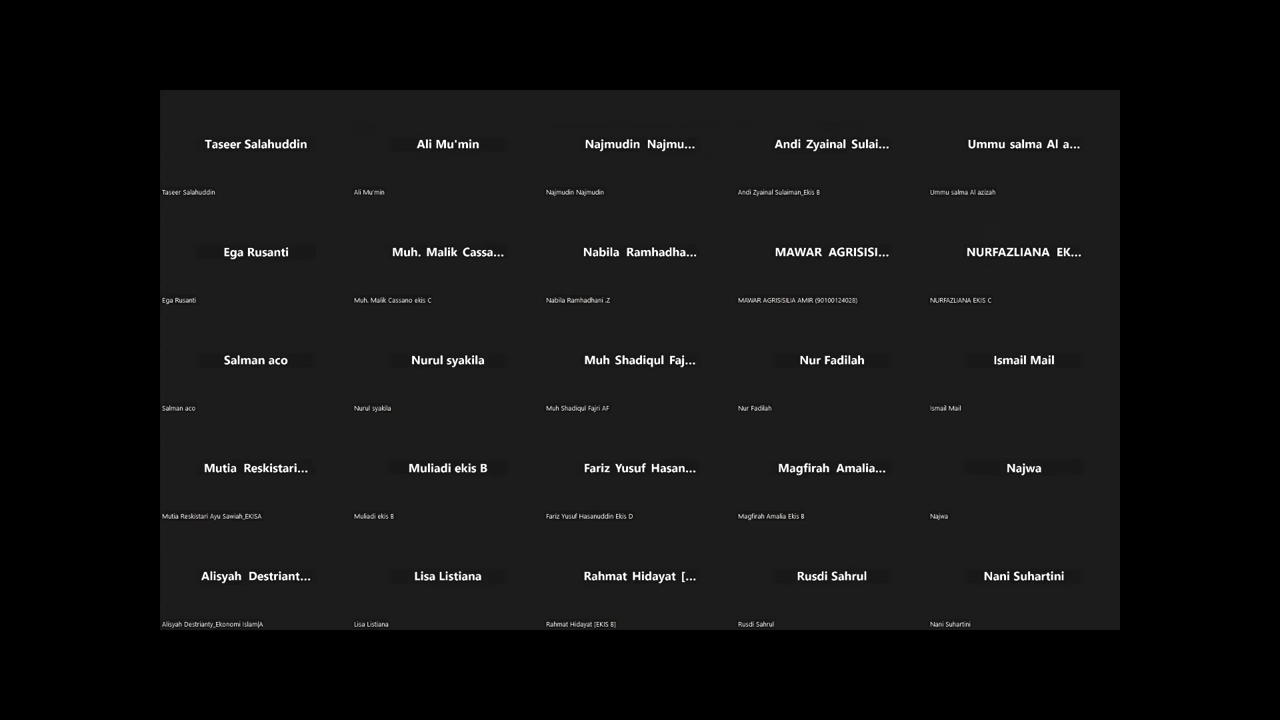 Taseer Salahuddin
Ali Mu'min
Najmudin Najmu...
Andi Zyainal Sulai...
Ummu salma Al a...
Taseer Salahuddin
Ali Mu'min
Najmudin Najmudin
Andi Zyainal Sulaiman_Ekis B
Ummu salma Al azizah
Ega Rusanti
Muh. Malik Cassa...
Nabila Ramhadha...
MAWAR AGRISISI...
NURFAZLIANA EK...
Ega Rusanti
Muh. Malik Cassano ekis C
Nabila Ramhadhani .Z
MAWAR AGRISISILIA AMIR (90100124028)
NURFAZLIANA EKIS C
Salman aco
Nurul syakila
Muh Shadiqul Faj...
Nur Fadilah
Ismail Mail
Salman aco
Nurul syakila
Muh Shadiqul Fajri AF
Nur Fadilah
Ismail Mail
Mutia Reskistari...
Muliadi ekis B
Fariz Yusuf Hasan...
Magfirah Amalia...
Najwa
Mutia Reskistari Ayu Sawiah_EKISA
Muliadi ekis B
Fariz Yusuf Hasanuddin Ekis D
Magfirah Amalia Ekis B
Najwa
Alisyah Destriant...
Lisa Listiana
Rahmat Hidayat [...
Rusdi Sahrul
Nani Suhartini
Alisyah Destrianty_Ekonomi Islam|A
Lisa Listiana
Rahmat Hidayat [EKIS B]
Rusdi Sahrul
Nani Suhartini